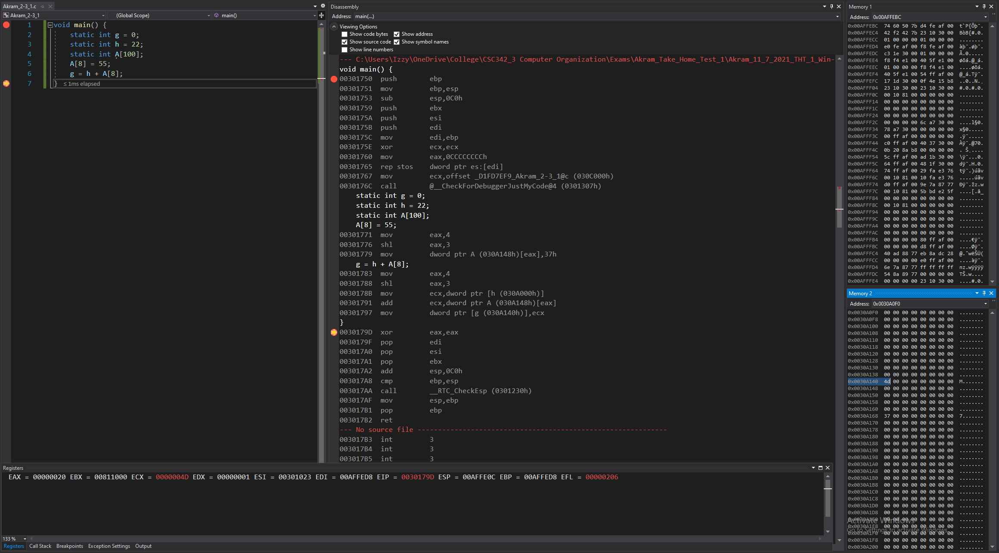 Akram_2-3_1.c
Akram_2-3_1 (Global Scope) main()
1 void main() {
2 static int g = 0;
3 static int h = 22;
4 static int A[100];
5 A[8] = 55;
6 g = h + A[8];
7 } ≤ 1ms elapsed
Disassembly
Address: main(...)
Viewing Options
Show code bytes Show address
Show source code Show symbol names
Show line numbers
--- C:\Users\Izzy\OneDrive\College\CSC342_3 Computer Organization\Exams\Akram_Take_Home_Test_1\Akram_11_7_2021_THT_1_Win-
void main() {
00301750 push ebp
00301751 mov ebp,esp
00301753 sub esp,0C0h
00301759 push ebx
0030175A push esi
0030175B push edi
0030175C mov edi,ebp
0030175E xor ecx,ecx
00301760 mov eax,0CCCCCCCCh
00301765 rep stos dword ptr es:[edi]
00301767 mov ecx,offset _D1FD7EF9_Akram_2-3_1@c (030C000h)
0030176C call @__CheckForDebuggerJustMyCode@4 (0301307h)
static int g = 0;
static int h = 22;
static int A[100];
A[8] = 55;
00301771 mov eax,4
00301776 shl eax,3
00301779 mov dword ptr A (030A148h)[eax],37h
g = h + A[8];
00301783 mov eax,4
00301788 shl eax,3
0030178B mov ecx,dword ptr [h (030A000h)]
00301791 add ecx,dword ptr A (030A148h)[eax]
00301797 mov dword ptr [g (030A140h)],ecx
}
0030179D xor eax,eax
0030179F pop edi
003017A0 pop esi
003017A1 pop ebx
003017A2 add esp,0C0h
003017A8 cmp ebp,esp
003017AA call __RTC_CheckEsp (0301230h)
003017AF mov esp,ebp
003017B1 pop ebp
003017B2 ret
--- No source file -------------------------------------------------------------
003017B3 int 3
003017B4 int 3
003017B5 int 3
Memory 1
Address: 0x00AFFEBC
0x00AFFEBC 74 60 50 7b d4 fe af 00 t`P{Ôþ¯.
0x00AFFEC4 42 f2 42 7b 23 10 30 00 BòB{#.0.
0x00AFFECC 01 00 00 00 01 00 00 00 ........
0x00AFFED4 e0 fe af 00 f8 fe af 00 àþ¯.øþ¯.
0x00AFFEDC c3 1e 30 00 01 00 00 00 Ã.0.....
0x00AFFEE4 f8 f4 e1 00 40 5f e1 00 øôá.@_á.
0x00AFFEEC 01 00 00 00 f8 f4 e1 00 ....øôá.
0x00AFFEF4 40 5f e1 00 54 ff af 00 @_á.Tÿ¯.
0x00AFFEFC 17 1d 30 00 0f 4e 15 b8 ..0..N.¸
0x00AFFF04 23 10 30 00 23 10 30 00 #.0.#.0.
0x00AFFF0C 00 10 81 00 00 00 00 00 ........
0x00AFFF14 00 00 00 00 00 00 00 00 ........
0x00AFFF1C 00 00 00 00 00 00 00 00 ........
0x00AFFF24 00 00 00 00 00 00 00 00 ........
0x00AFFF2C 00 00 00 00 6c a7 30 00 ....l§0.
0x00AFFF34 78 a7 30 00 00 00 00 00 x§0.....
0x00AFFF3C 00 ff af 00 00 00 00 00 .ÿ¯.....
0x00AFFF44 c0 ff af 00 40 37 30 00 Àÿ¯.@70.
0x00AFFF4C 0b 20 8a b8 00 00 00 00 . Š¸....
0x00AFFF54 5c ff af 00 ad 1b 30 00 \ÿ¯...0.
0x00AFFF5C 64 ff af 00 48 1f 30 00 dÿ¯.H.0.
0x00AFFF64 74 ff af 00 29 fa e3 76 tÿ¯.)úãv
0x00AFFF6C 00 10 81 00 10 fa e3 76 .....úãv
0x00AFFF74 d0 ff af 00 9e 7a 87 77 Ðÿ¯.žz.w
0x00AFFF7C 00 10 81 00 5b bd e2 5f ....[.â_
0x00AFFF84 00 00 00 00 00 00 00 00 ........
0x00AFFF8C 00 10 81 00 00 00 00 00 ........
0x00AFFF94 00 00 00 00 00 00 00 00 ........
0x00AFFF9C 00 00 00 00 00 00 00 00 ........
0x00AFFFA4 00 00 00 00 00 00 00 00 ........
0x00AFFFAC 00 00 00 00 00 00 00 00 ........
0x00AFFFB4 00 00 00 00 80 ff af 00 ....€ÿ¯.
0x00AFFFBC 00 00 00 00 d8 ff af 00 ....Øÿ¯.
0x00AFFFC4 40 ad 88 77 eb 8a dc 28 @.ˆwëŠÜ(
0x00AFFFCC 00 00 00 00 e0 ff af 00 ....àÿ¯.
0x00AFFFD4 6e 7a 87 77 ff ff ff ff nz.wÿÿÿÿ
0x00AFFFDC 54 8a 89 77 00 00 00 00 TŠ.w....
0x00AFFFE4 00 00 00 00 23 10 30 00 ....#.0.
Memory 2
Address: 0x0030A0F0
0x0030A0F0 00 00 00 00 00 00 00 00 ........
0x0030A0F8 00 00 00 00 00 00 00 00 ........
0x0030A100 00 00 00 00 00 00 00 00 ........
0x0030A108 00 00 00 00 00 00 00 00 ........
0x0030A110 00 00 00 00 00 00 00 00 ........
0x0030A118 00 00 00 00 00 00 00 00 ........
0x0030A120 00 00 00 00 00 00 00 00 ........
0x0030A128 00 00 00 00 00 00 00 00 ........
0x0030A130 00 00 00 00 00 00 00 00 ........
0x0030A138 00 00 00 00 00 00 00 00 ........
0x0030A140 4d 00 00 00 00 00 00 00 M.......
0x0030A148 00 00 00 00 00 00 00 00 ........
0x0030A150 00 00 00 00 00 00 00 00 ........
0x0030A158 00 00 00 00 00 00 00 00 ........
0x0030A160 00 00 00 00 00 00 00 00 ........
0x0030A168 37 00 00 00 00 00 00 00 7.......
0x0030A170 00 00 00 00 00 00 00 00 ........
0x0030A178 00 00 00 00 00 00 00 00 ........
0x0030A180 00 00 00 00 00 00 00 00 ........
0x0030A188 00 00 00 00 00 00 00 00 ........
0x0030A190 00 00 00 00 00 00 00 00 ........
0x0030A198 00 00 00 00 00 00 00 00 ........
0x0030A1A0 00 00 00 00 00 00 00 00 ........
0x0030A1A8 00 00 00 00 00 00 00 00 ........
0x0030A1B0 00 00 00 00 00 00 00 00 ........
0x0030A1B8 00 00 00 00 00 00 00 00 ........
0x0030A1C0 00 00 00 00 00 00 00 00 ........
0x0030A1C8 00 00 00 00 00 00 00 00 ........
0x0030A1D0 00 00 00 00 00 00 00 00 ........
0x0030A1D8 00 00 00 00 00 00 00 00 ........
0x0030A1E0 00 00 00 00 00 00 00 00 ........
Activate Windows
0x0030A1E8 00 00 00 00 00 00 00 00 ........
Go to Settings to activate Windows.
0x0030A1F0 00 00 00 00 00 00 00 00 ........
0x0030A1F8 00 00 00 00 00 00 00 00 ........
0x0030A200 00 00 00 00 00 00 00 00 ........
Registers
EAX = 00000020 EBX = 00811000 ECX = 0000004D EDX = 00000001 ESI = 00301023 EDI = 00AFFED8 EIP = 0030179D ESP = 00AFFE0C EBP = 00AFFED8 EFL = 00000206
133 %
Registers Call Stack Breakpoints Exception Settings Output